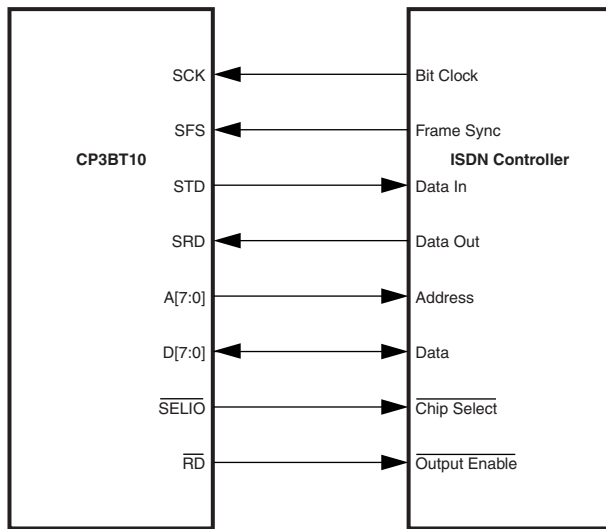 SCK Bit Clock
SFS Frame Sync
CP3BT10 ISDN Controller
STD Data In
SRD Data Out
A[7:0] Address
D[7:0] Data
SELIO Chip Select
RD Output Enable